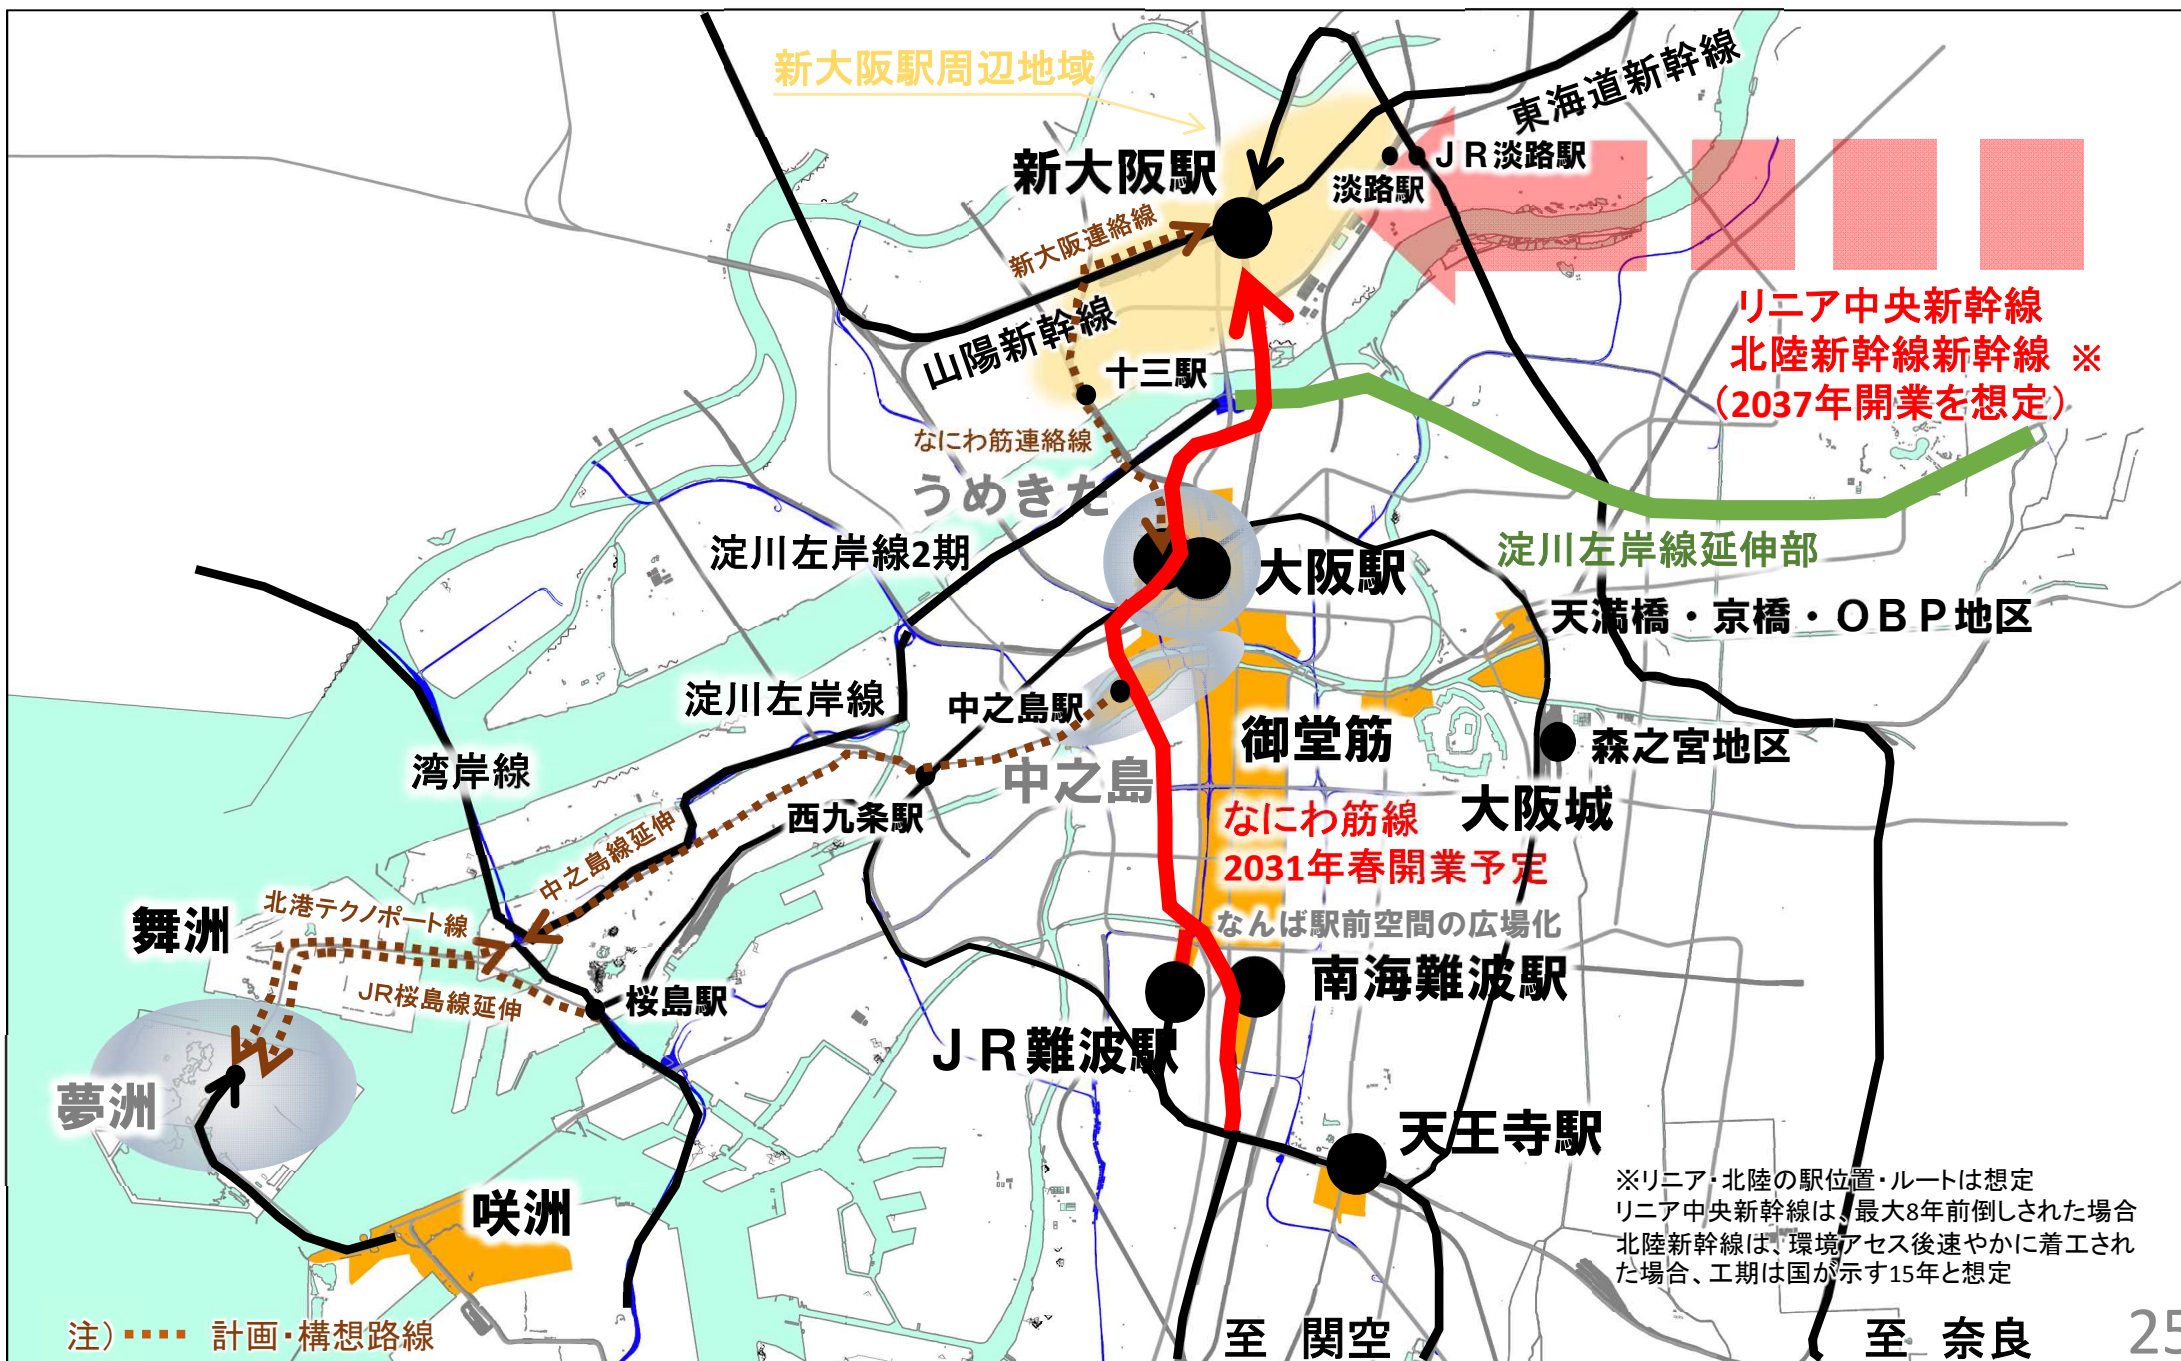 新大阪駅周辺地域
東海道新幹線
新大阪駅
JR淡路駅
淡路駅
新大阪連絡線
リニア中央新幹線
北陸新幹線新幹線 ※
（2037年開業を想定）
山陽新幹線
十三駅
なにわ筋連絡線
うめきた
淀川左岸線2期
大阪駅
淀川左岸線延伸部
天満橋・京橋・OBP地区
淀川左岸線
中之島駅
御堂筋
森之宮地区
湾岸線
中之島
西九条駅
大阪城
なにわ筋線
2031年春開業予定
中之島線延伸
北港テクノポート線
舞洲
なんば駅前空間の広場化
南海難波駅
JR桜島線延伸
桜島駅
JR難波駅
夢洲
天王寺駅
咲洲
※リニア・北陸の駅位置・ルートは想定
リニア中央新幹線は、最大8年前倒しされた場合
北陸新幹線は、環境アセス後速やかに着工され
た場合、工期は国が示す15年と想定
注） 計画・構想路線
至 関空
至 奈良
25